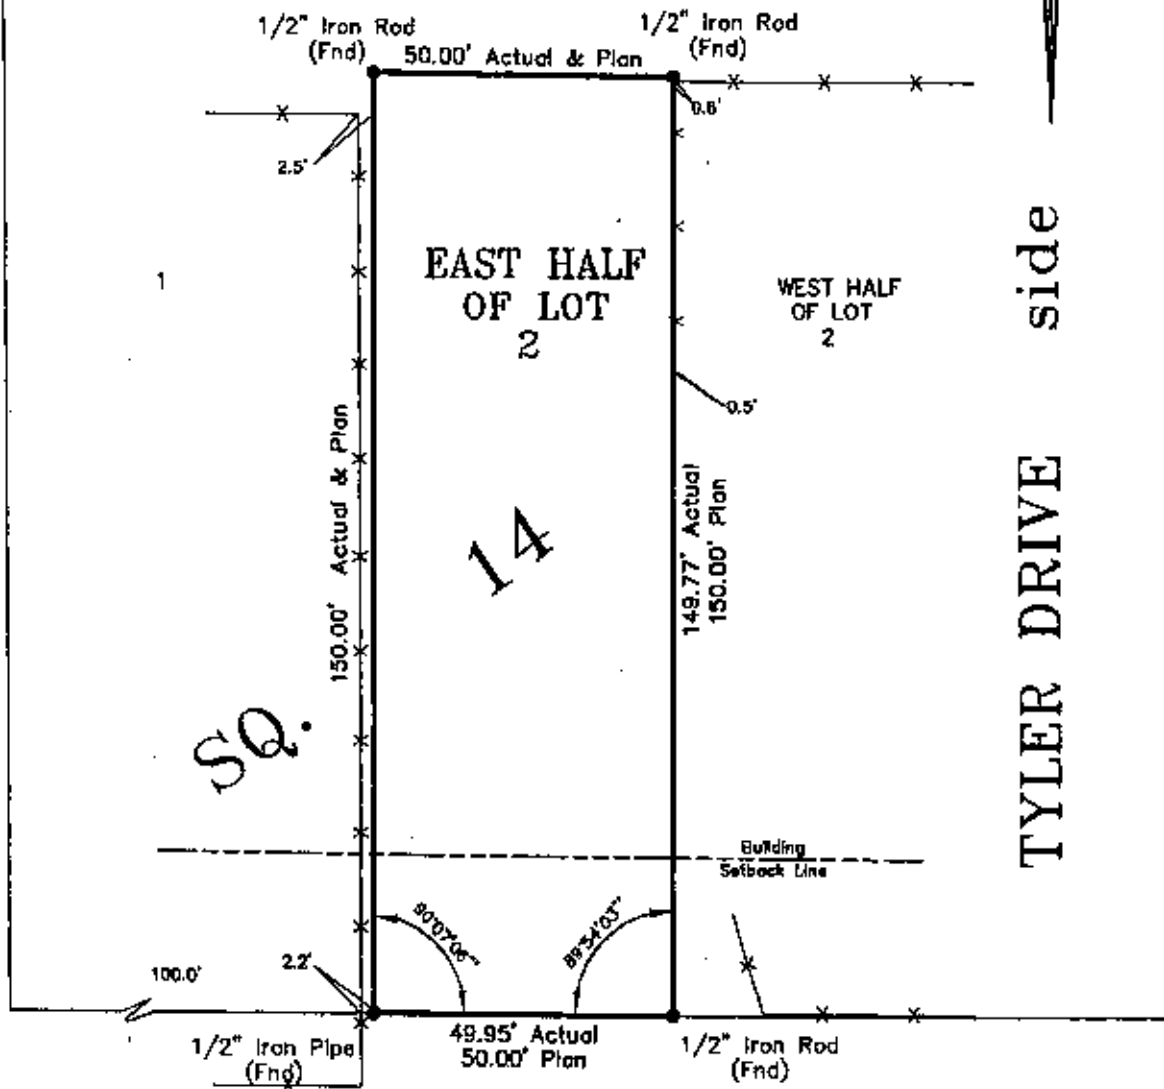 1/2" Iron Rod
(Fnd)
50.00' Actual & Plan
1/2" Iron Rod
(Fnd)
0.6'
2.5'
1
EAST HALF
OF LOT
2
WEST HALF
OF LOT
2
0.5'
150.00' Actual & Plan
149.77' Actual
150.00' Plan
14
SQ.
TYLER DRIVE side
Building
Setback Line
90°07'06"
89°54'03"
100.0'
2.2'
1/2" Iron Pipe
(Fnd)
49.95' Actual
50.00' Plan
1/2" Iron Rod
(Fnd)